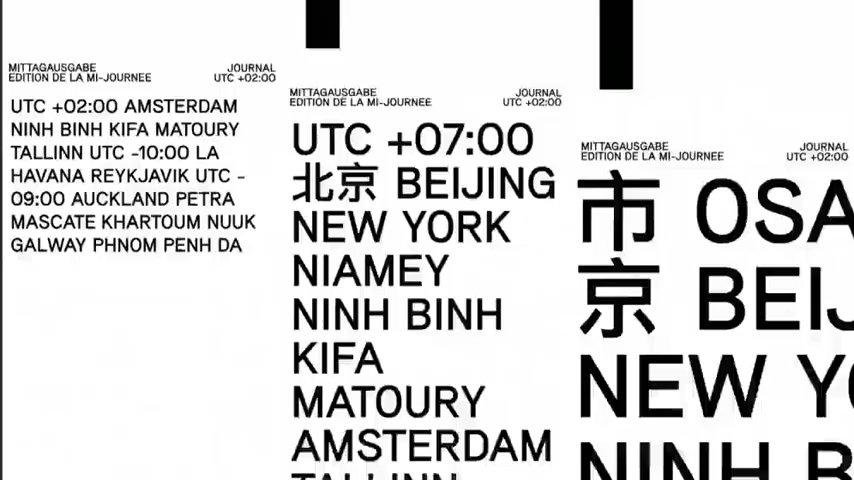 MITTAGAUSGABE
EDITION DE LA MI-JOURNEE
JOURNAL
UTC +02:00
UTC +02:00 AMSTERDAM
NINH BINH KIFA MATOURY
TALLINN UTC -10:00 LA
HAVANA REYKJAVIK UTC -
09:00 AUCKLAND PETRA
MASCATE KHARTOUM NUUK
GALWAY PHNOM PENH DA
MITTAGAUSGABE
EDITION DE LA MI-JOURNEE
JOURNAL
UTC +02:00
UTC +07:00
北京 BEIJING
NEW YORK
NIAMEY
NINH BINH
KIFA
MATOURY
AMSTERDAM
TALLINN
MITTAGAUSGABE
EDITION DE LA MI-JOURNEE
JOURNAL
UTC +02:00
市 OSA
京 BEIJ
NEW YO
NINH B